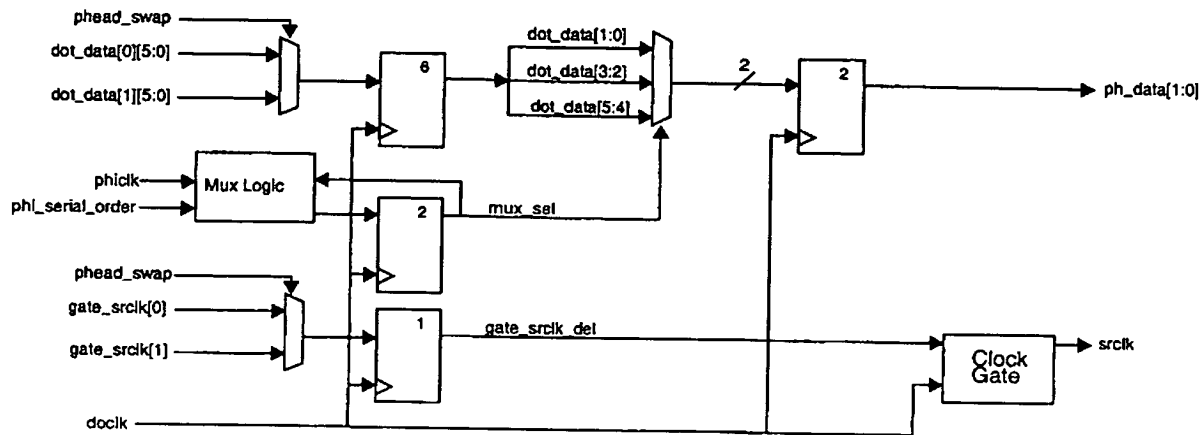 phead_swap
dot_data[0][5:0]
dot_data[1][5:0]
6
dot_data[1:0]
dot_data[3:2]
dot_data[5:4]
2
2
ph_data[1:0]
phiclk
phi_serial_order
Mux Logic
2
mux_sel
phead_swap
gate_srclk[0]
gate_srclk[1]
1
gate_srclk_del
Clock
Gate
srclk
doclk